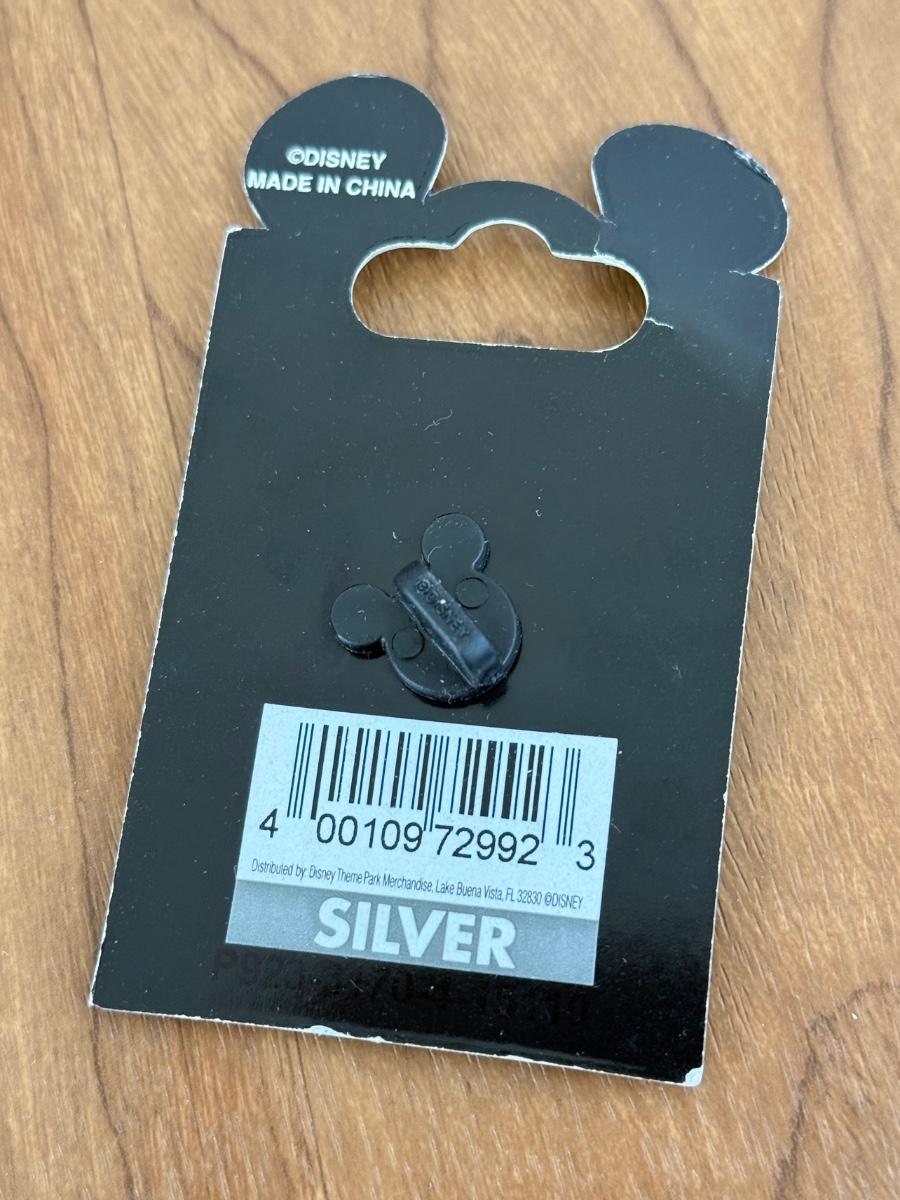 ©DISNEY
MADE IN CHINA
©DISNEY
4 00109 72992 3
Distributed by: Disney Theme Park Merchandise, Lake Buena Vista, FL 32830 ©DISNEY
SILVER